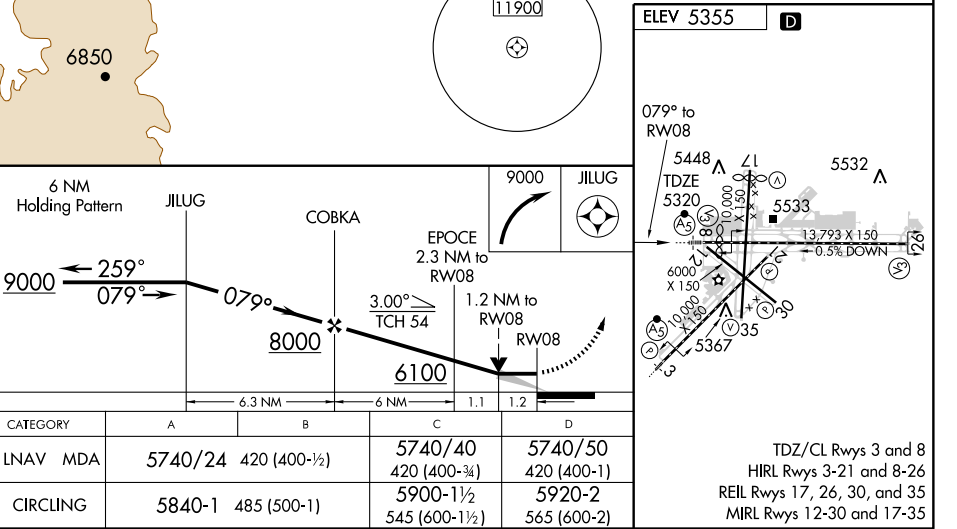 11900
6850
6 NM
Holding Pattern
JILUG
COBKA
9000
JILUG
EPOCE
2.3 NM to
RW08
1.2 NM to
RW08
RW08
9000
259°
079°
079°
3.00°
TCH 54
8000
6100
6.3 NM
6 NM
1.1
1.2
CATEGORY A B C D
LNAV MDA 5740/24 420 (400-½) 5740/40 5740/50
420 (400-¾) 420 (400-1)
CIRCLING 5840-1 485 (500-1) 5900-1½ 5920-2
545 (600-1½) 565 (600-2)
ELEV 5355 D
079° to
RW08
5448
17
V
5532
TDZE
5320
A5
V3
8
10,000
X 150
5533
13,793 X 150
0.5% DOWN
26
V3
12
21
P
6000
X 150
10,000
X 150
A5
P
V
35
P
30
5367
3
TDZ/CL Rwys 3 and 8
HIRL Rwys 3-21 and 8-26
REIL Rwys 17, 26, 30, and 35
MIRL Rwys 12-30 and 17-35